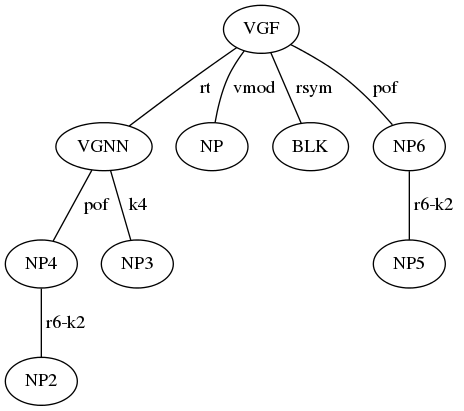 VGF
rt vmod rsym pof
VGNN NP BLK NP6
pof k4 r6-k2
NP4 NP3 NP5
r6-k2
NP2